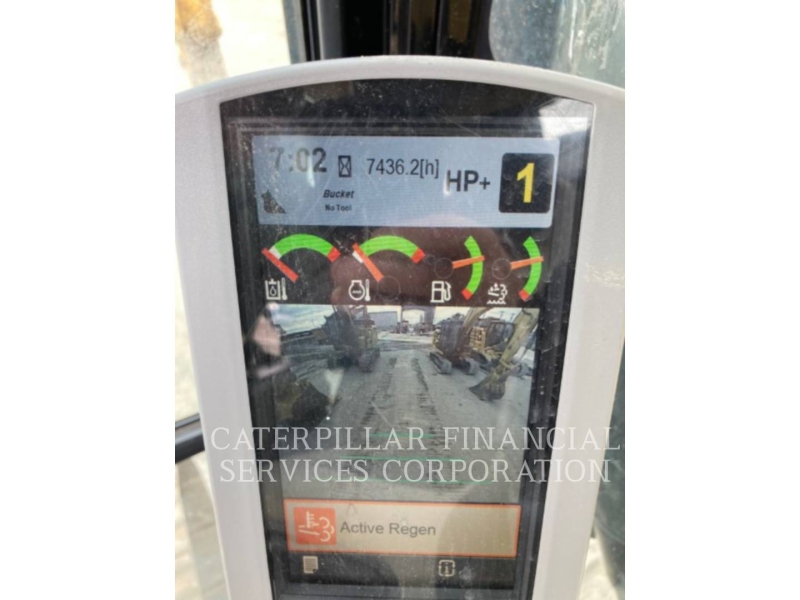 7:02 7436.2[h] HP+ 1
Bucket
No Tool
CATERPILLAR FINANCIAL
SERVICES CORPORATION
Active Regen